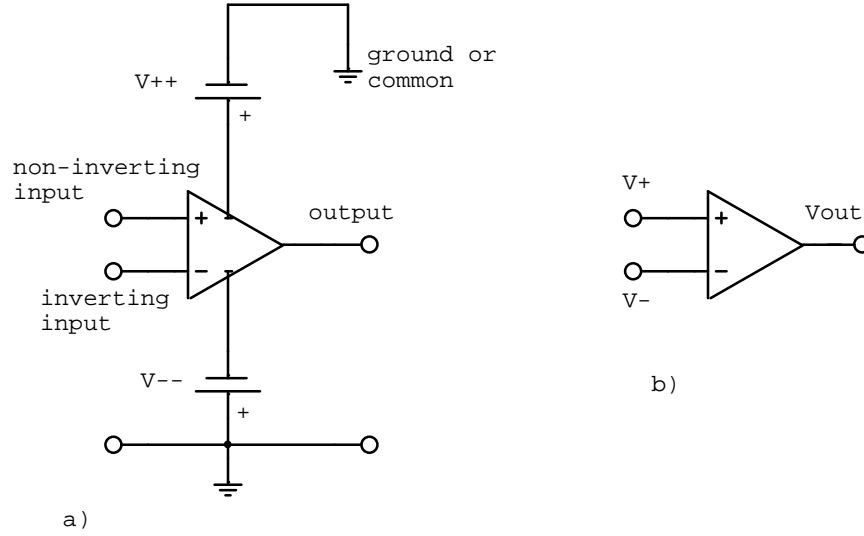 ground or
common
V++
+
non-inverting
input
+
output
-
inverting
input
V--
+
a)
V+
+
Vout
-
V-
b)